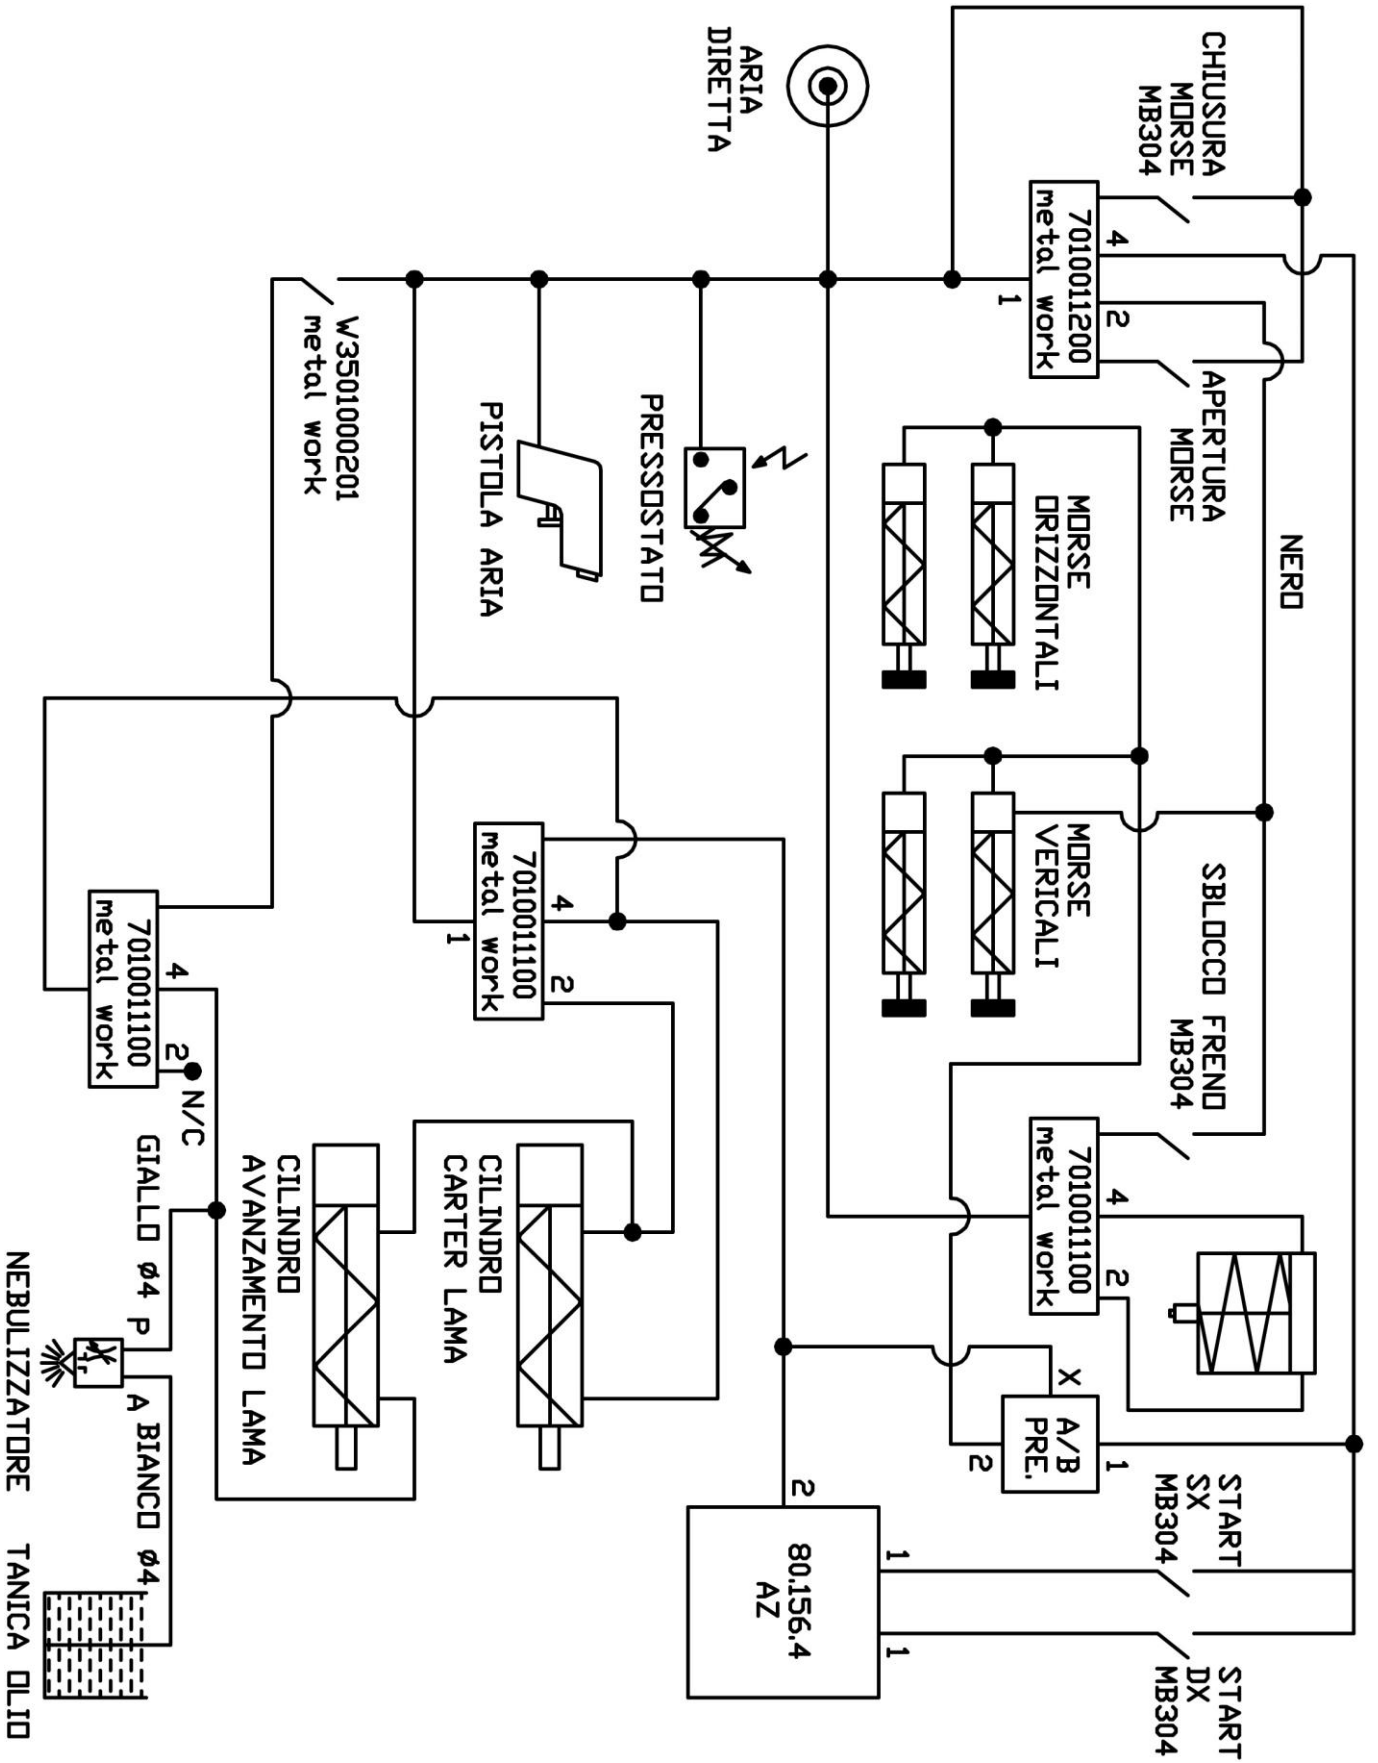 CHIUSURA
MORSE
MB304
ARIA
DIRETTA
7010011200
metal work
4
2
1
APERTURA
MORSE
NERO
W3501000201
metal work
PISTOLA ARIA
PRESSOSTATO
MORSE
ORIZZONTALI
MORSE
VERICALI
SBLOCCO FRENO
MB304
7010011100
metal work
4
2
7010011100
metal work
4
2
1
7010011100
metal work
4
2
N/C
CILINDRO
CARTER LAMA
CILINDRO
AVANZAMENTO LAMA
X
A/B
PRE.
1
2
START
SX
MB304
START
DX
MB304
80.156.4
AZ
1
1
2
GIALLO Ø4 P
A BIANCO Ø4
NEBULIZZATORE
TANICA OLIO